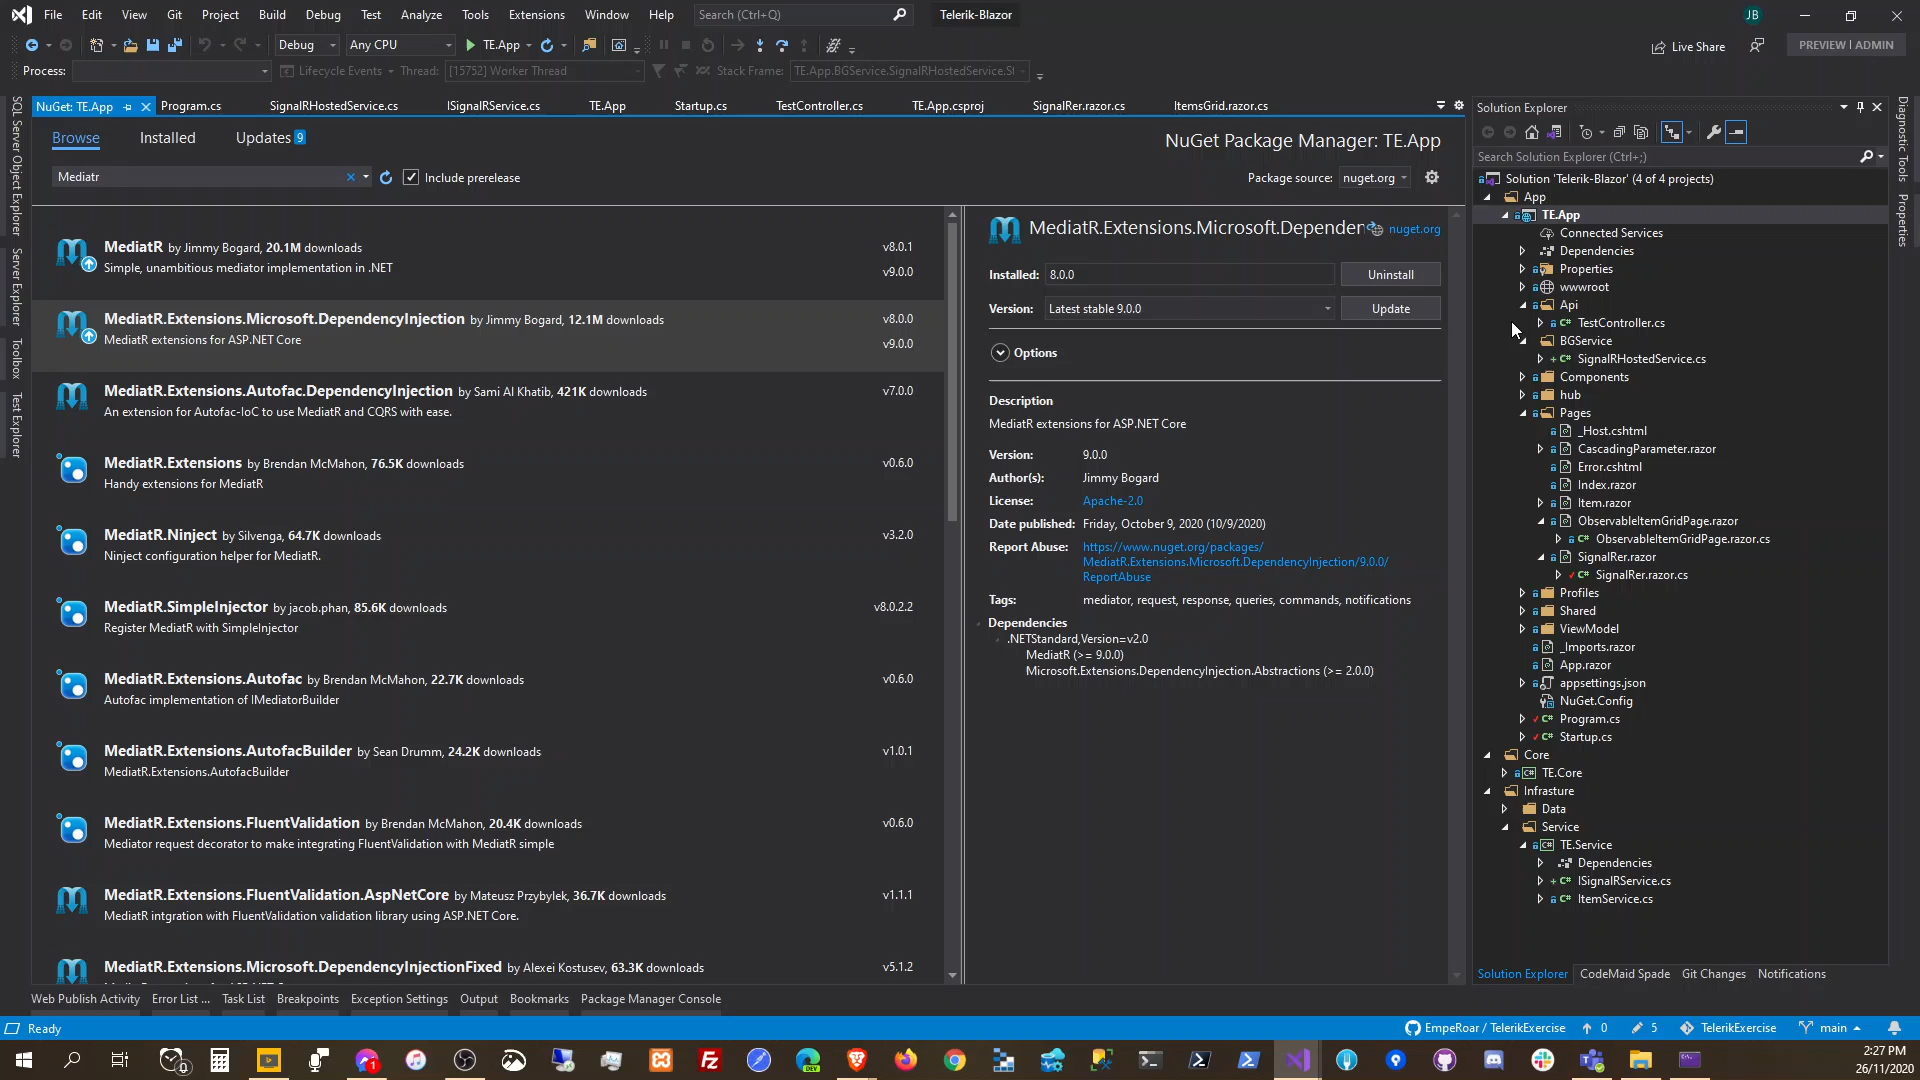 File Edit View Git Project Build Debug Test Analyze Tools Extensions Window Help Search (Ctrl+Q) Telerik-Blazor JB
Debug Any CPU TE.App Live Share PREVIEW | ADMIN
Process: Lifecycle Events Thread: [15752] Worker Thread Stack Frame: TE.App.BGService.SignalRHostedService.SI
NuGet: TE.App Program.cs SignalRHostedService.cs ISignalRService.cs TE.App Startup.cs TestController.cs TE.App.csproj SignalRer.razor.cs ItemsGrid.razor.cs
SQL Server Object Explorer
Server Explorer
Toolbox
Test Explorer
Browse Installed Updates 9
NuGet Package Manager: TE.App
Mediatr Include prerelease Package source: nuget.org
MediatR by Jimmy Bogard, 20.1M downloads v8.0.1
Simple, unambitious mediator implementation in .NET v9.0.0
MediatR.Extensions.Microsoft.DependencyInjection by Jimmy Bogard, 12.1M downloads v8.0.0
MediatR extensions for ASP.NET Core v9.0.0
MediatR.Extensions.Autofac.DependencyInjection by Sami Al Khatib, 421K downloads v7.0.0
An extension for Autofac-IoC to use MediatR and CQRS with ease.
MediatR.Extensions by Brendan McMahon, 76.5K downloads v0.6.0
Handy extensions for MediatR
MediatR.Ninject by Silvenga, 64.7K downloads v3.2.0
Ninject configuration helper for MediatR.
MediatR.SimpleInjector by jacob.phan, 85.6K downloads v8.0.2.2
Register MediatR with SimpleInjector
MediatR.Extensions.Autofac by Brendan McMahon, 22.7K downloads v0.6.0
Autofac implementation of IMediatorBuilder
MediatR.Extensions.AutofacBuilder by Sean Drumm, 24.2K downloads v1.0.1
MediatR.Extensions.AutofacBuilder
MediatR.Extensions.FluentValidation by Brendan McMahon, 20.4K downloads v0.6.0
Mediator request decorator to make integrating FluentValidation with MediatR simple
MediatR.Extensions.FluentValidation.AspNetCore by Mateusz Przybylek, 36.7K downloads v1.1.1
MediatR intgration with FluentValidation validation library using ASP.NET Core.
MediatR.Extensions.Microsoft.DependencyInjectionFixed by Alexei Kostusev, 63.3K downloads v5.1.2
MediatR.Extensions.Microsoft.Dependen nuget.org
Installed: 8.0.0 Uninstall
Version: Latest stable 9.0.0 Update
Options
Description
MediatR extensions for ASP.NET Core
Version: 9.0.0
Author(s): Jimmy Bogard
License: Apache-2.0
Date published: Friday, October 9, 2020 (10/9/2020)
Report Abuse: https://www.nuget.org/packages/
MediatR.Extensions.Microsoft.DependencyInjection/9.0.0/
ReportAbuse
Tags: mediator, request, response, queries, commands, notifications
Dependencies
.NETStandard,Version=v2.0
MediatR (>= 9.0.0)
Microsoft.Extensions.DependencyInjection.Abstractions (>= 2.0.0)
Solution Explorer
Search Solution Explorer (Ctrl+;)
Solution 'Telerik-Blazor' (4 of 4 projects)
App
TE.App
Connected Services
Dependencies
Properties
wwwroot
Api
TestController.cs
BGService
SignalRHostedService.cs
Components
hub
Pages
_Host.cshtml
CascadingParameter.razor
Error.cshtml
Index.razor
Item.razor
ObservableItemGridPage.razor
ObservableItemGridPage.razor.cs
SignalRer.razor
SignalRer.razor.cs
Profiles
Shared
ViewModel
_Imports.razor
App.razor
appsettings.json
NuGet.Config
Program.cs
Startup.cs
Core
TE.Core
Infrasture
Data
Service
TE.Service
Dependencies
ISignalRService.cs
ItemService.cs
Solution Explorer CodeMaid Spade Git Changes Notifications
Diagnostic Tools
Properties
Web Publish Activity Error List ... Task List Breakpoints Exception Settings Output Bookmarks Package Manager Console
Ready EmpeRoar / TelerikExercise 0 5 TelerikExercise main
2:27 PM
26/11/2020